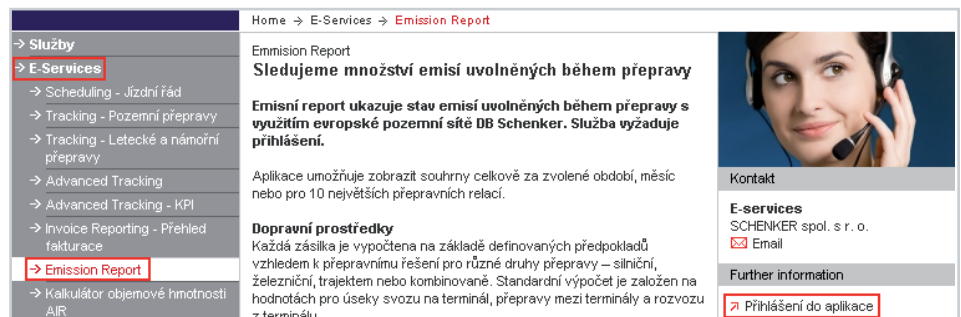 Home → E-Services → Emission Report
→ Služby
→ E-Services
→ Scheduling - Jízdní řád
→ Tracking - Pozemní přepravy
→ Tracking - Letecké a námořní
přepravy
→ Advanced Tracking
→ Advanced Tracking - KPI
→ Invoice Reporting - Přehled
fakturace
→ Emission Report
→ Kalkulátor objemové hmotnosti
AIR
Emmision Report
Sledujeme množství emisí uvolněných během přepravy
Emisní report ukazuje stav emisí uvolněných během přepravy s
využitím evropské pozemní sítě DB Schenker. Služba vyžaduje
přihlášení.
Aplikace umožňuje zobrazit souhrny celkově za zvolené období, měsíc
nebo pro 10 největších přepravních relací.
Dopravní prostředky
Každá zásilka je vypočtena na základě definovaných předpokladů
vzhledem k přepravnímu řešení pro různé druhy přepravy – silniční,
železniční, trajektem nebo kombinované. Standardní výpočet je založen na
hodnotách pro úseky svozu na terminál, přepravy mezi terminály a rozvozu
z terminálu.
Kontakt
E-services
SCHENKER spol. s r. o.
Email
Further information
Přihlášení do aplikace